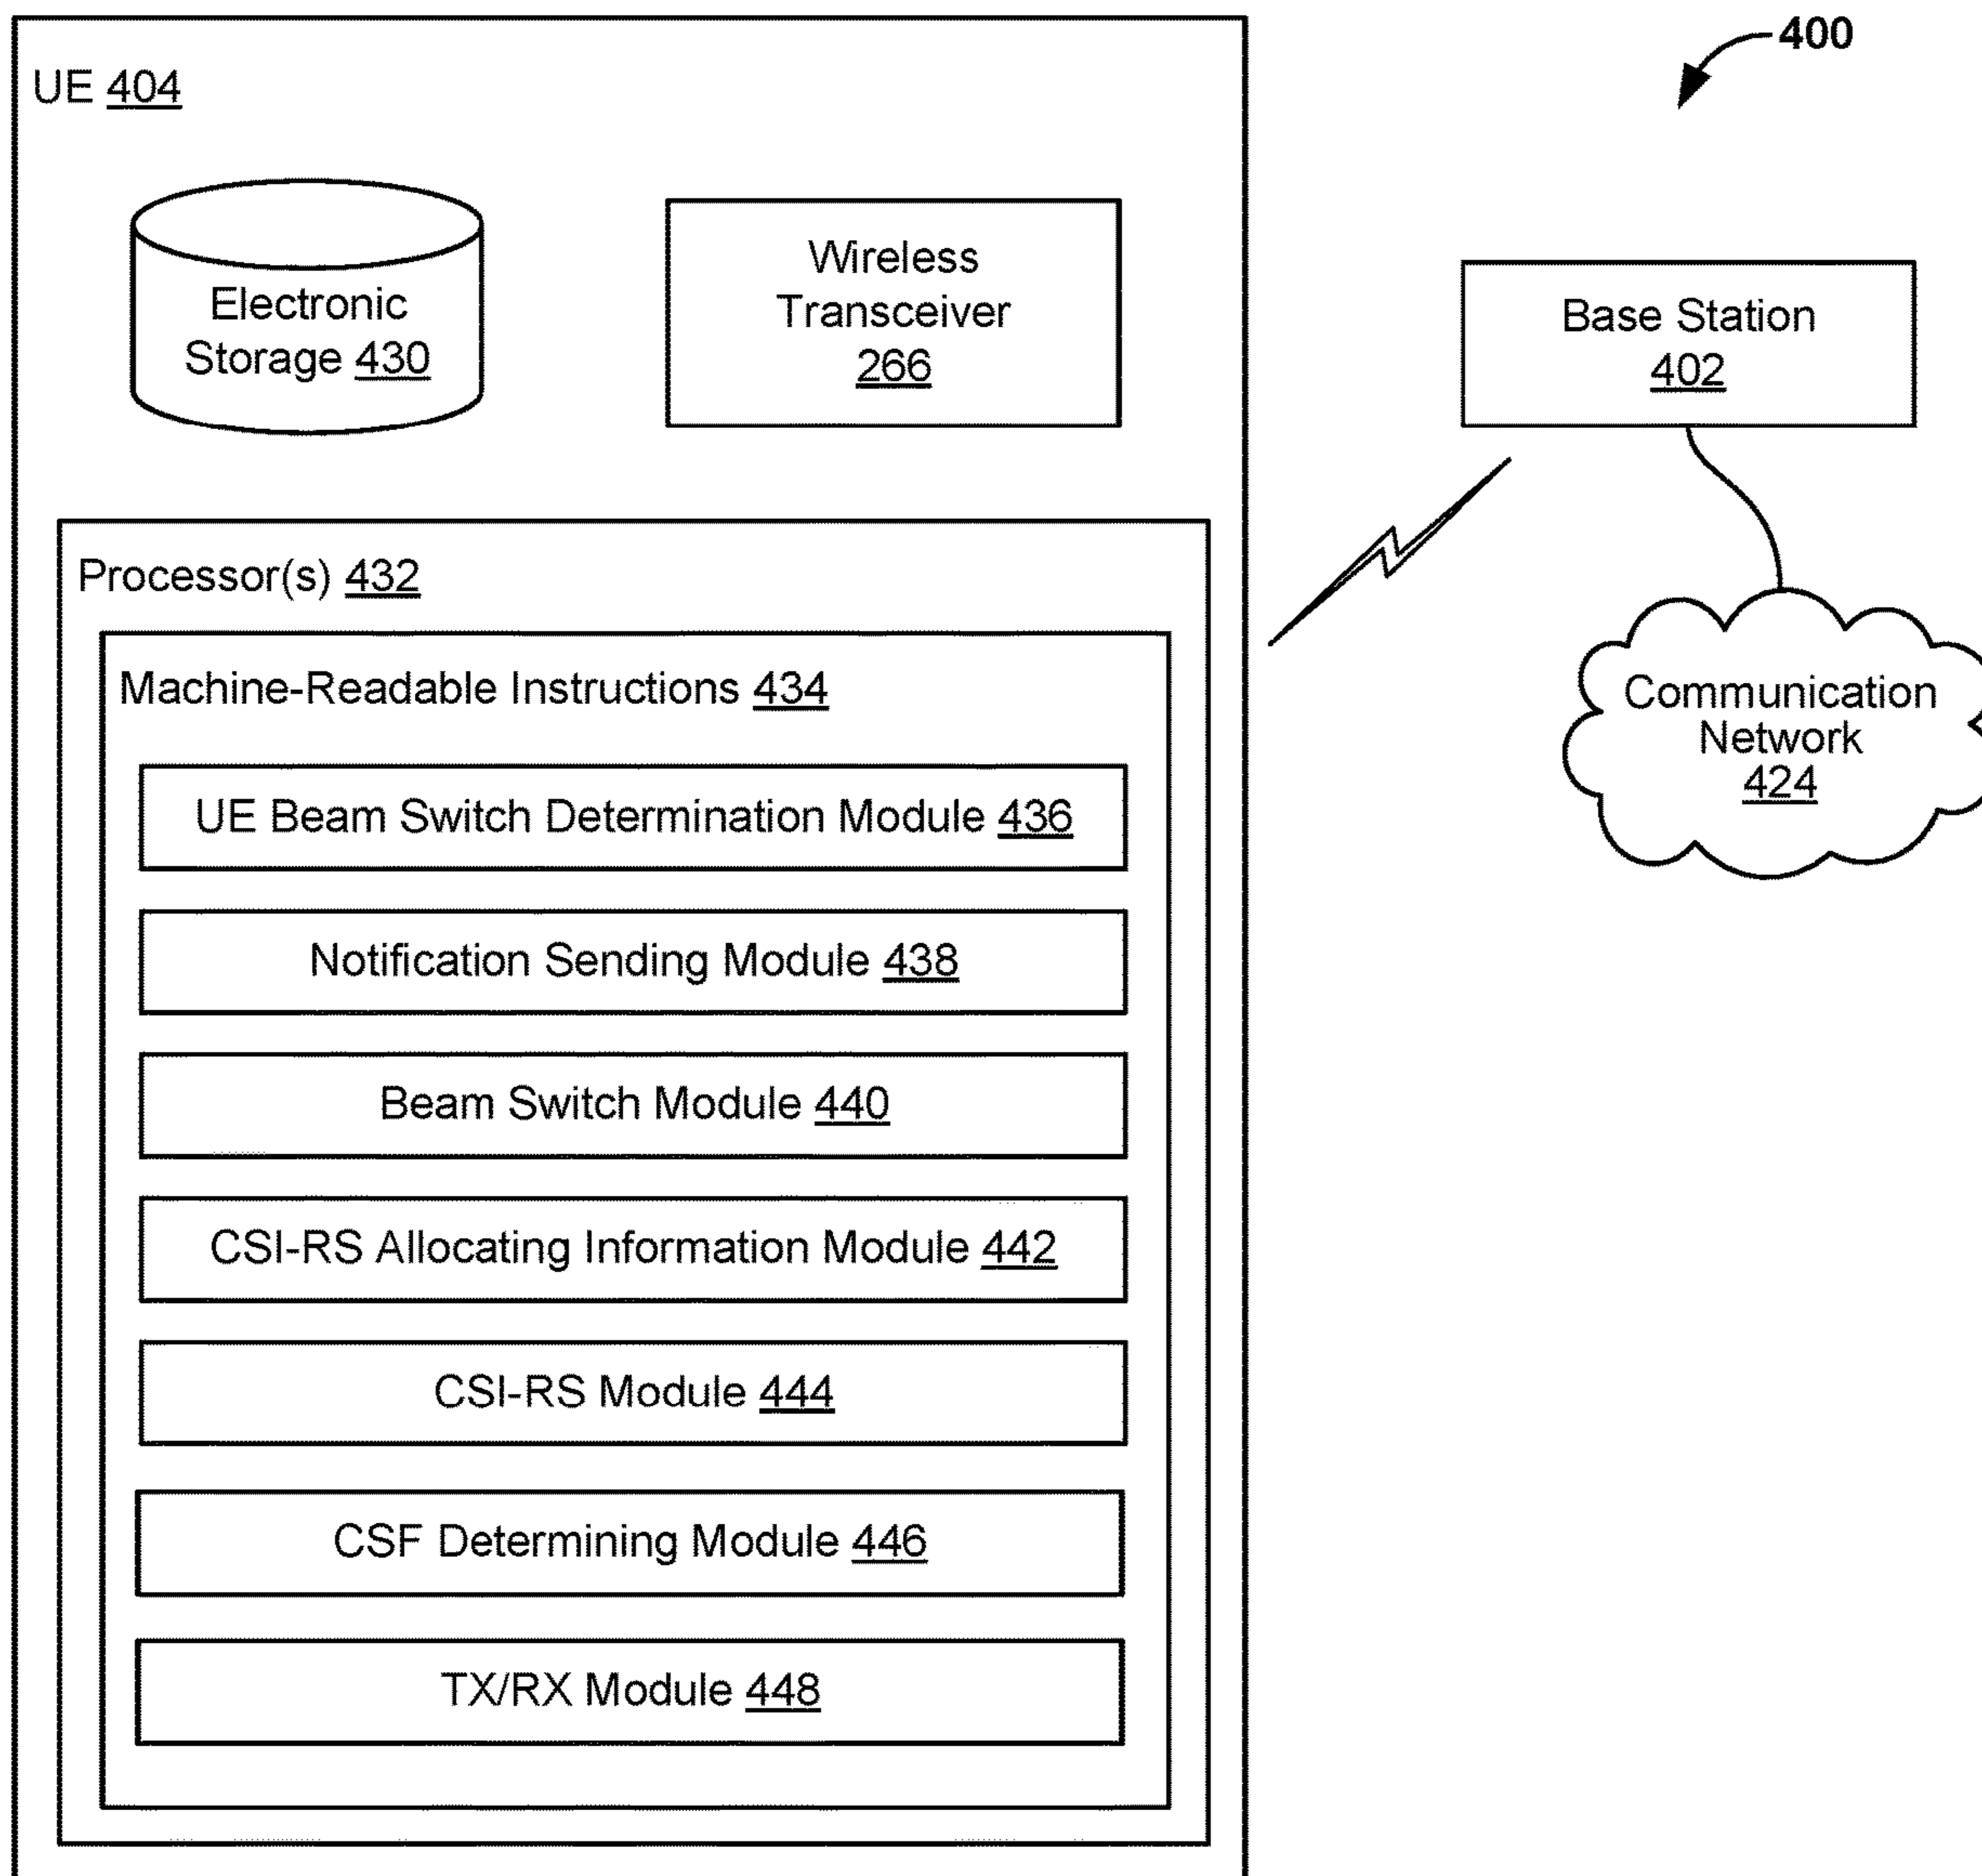 400
UE 404
Electronic
Storage 430
Wireless
Transceiver
266
Base Station
402
Processor(s) 432
Machine-Readable Instructions 434
Communication
Network
424
UE Beam Switch Determination Module 436
Notification Sending Module 438
Beam Switch Module 440
CSI-RS Allocating Information Module 442
CSI-RS Module 444
CSF Determining Module 446
TX/RX Module 448